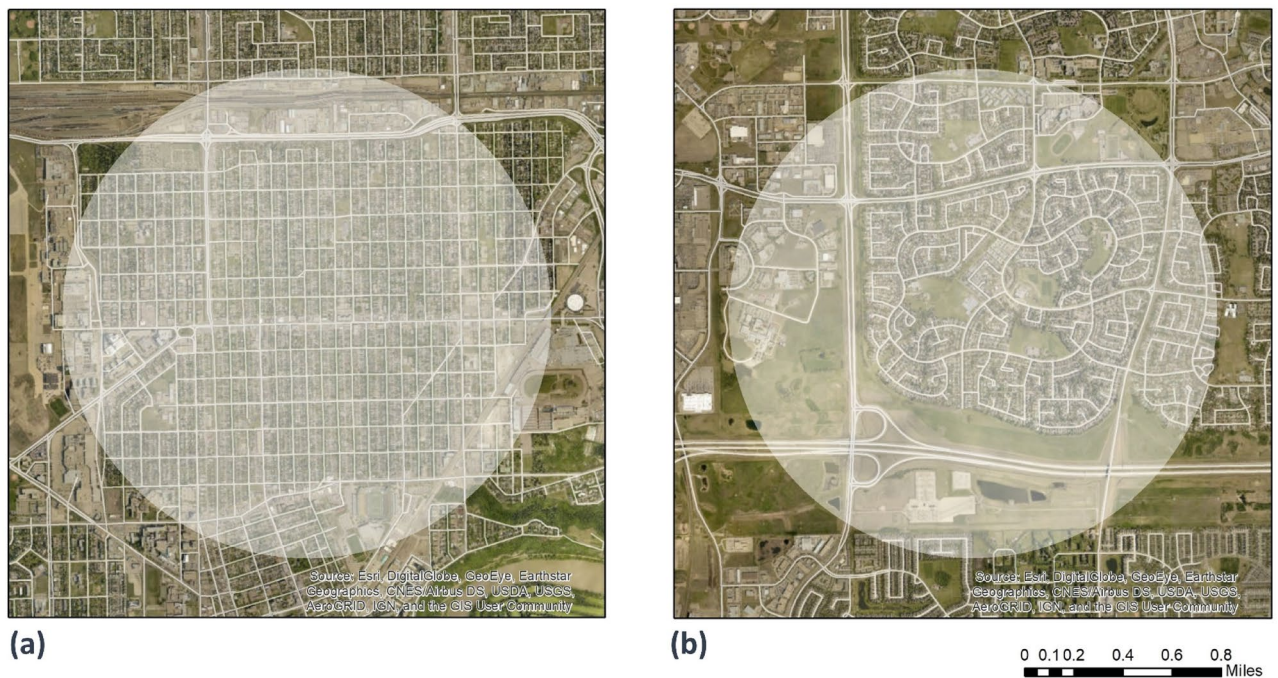 Source: Esri, DigitalGlobe, GeoEye, Earthstar
Geographics, CNES/Airbus DS, USDA, USGS,
AeroGRID, IGN, and the GIS User Community
Source: Esri, DigitalGlobe, GeoEye, Earthstar
Geographics, CNES/Airbus DS, USDA, USGS,
AeroGRID, IGN, and the GIS User Community
(a)
(b)
0 0.1 0.2 0.4 0.6 0.8
Miles